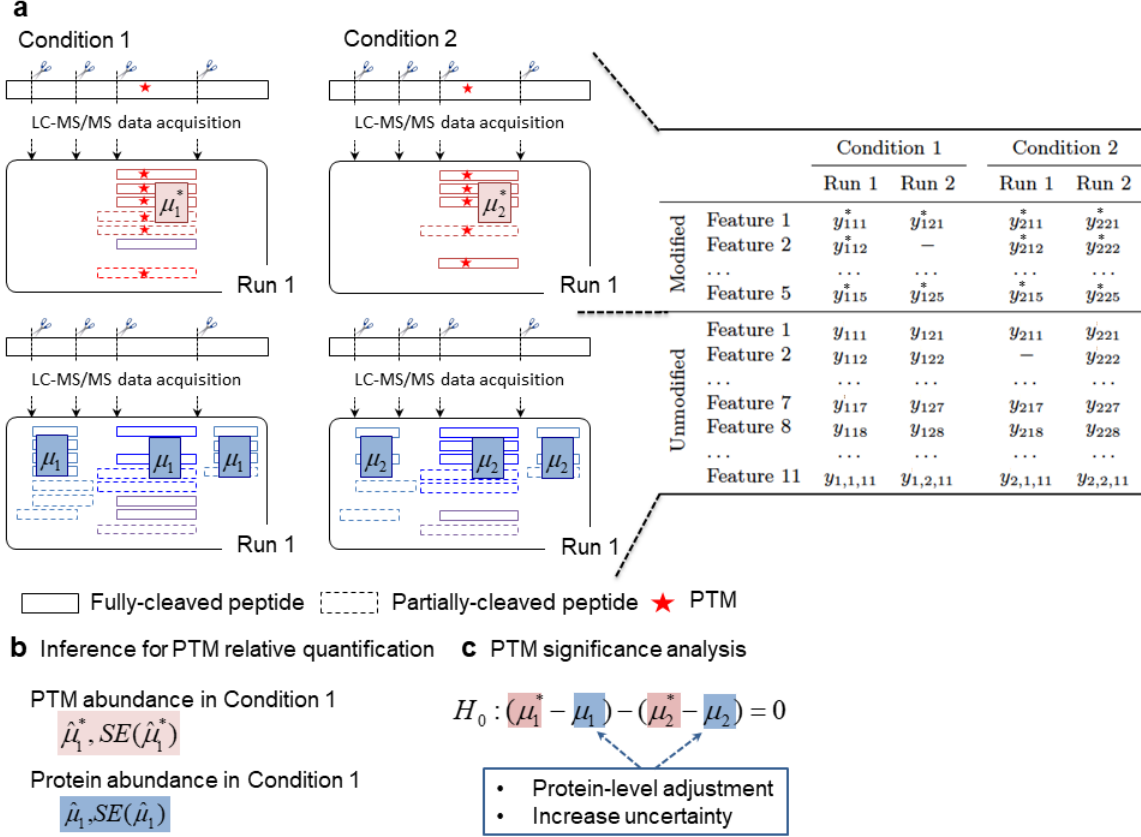 a
Condition 1
Condition 2
LC-MS/MS data acquisition
LC-MS/MS data acquisition
μ₁*
Run 1
μ₂*
Run 1
LC-MS/MS data acquisition
LC-MS/MS data acquisition
μ₁ μ₁ μ₁
Run 1
μ₂ μ₂ μ₂
Run 1
Condition 1 Condition 2
Run 1 Run 2 Run 1 Run 2
Modified
Feature 1 y*₁₁₁ y*₁₂₁ y*₂₁₁ y*₂₂₁
Feature 2 y*₁₁₂ – y*₂₁₂ y*₂₂₂
... ... ... ... ...
Feature 5 y*₁₁₅ y*₁₂₅ y*₂₁₅ y*₂₂₅
Unmodified
Feature 1 y₁₁₁ y₁₂₁ y₂₁₁ y₂₂₁
Feature 2 y₁₁₂ y₁₂₂ – y₂₂₂
... ... ... ... ...
Feature 7 y₁₁₇ y₁₂₇ y₂₁₇ y₂₂₇
Feature 8 y₁₁₈ y₁₂₈ y₂₁₈ y₂₂₈
... ... ... ... ...
Feature 11 y₁,₁,₁₁ y₁,₂,₁₁ y₂,₁,₁₁ y₂,₂,₁₁
Fully-cleaved peptide Partially-cleaved peptide ★ PTM
b Inference for PTM relative quantification
PTM abundance in Condition 1
μ̂₁*, SE(μ̂₁*)
Protein abundance in Condition 1
μ̂₁, SE(μ̂₁)
c PTM significance analysis
H₀ : (μ₁* − μ₁) − (μ₂* − μ₂) = 0
• Protein-level adjustment
• Increase uncertainty